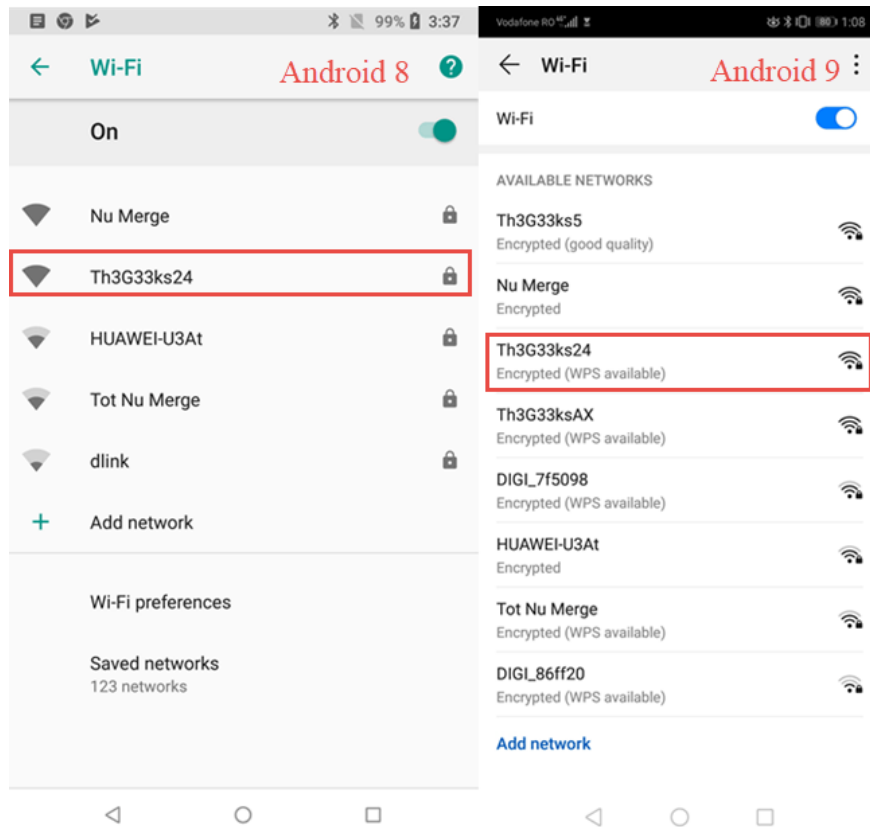 99% 3:37
Wi-Fi
Android 8
On
Nu Merge
Th3G33ks24
HUAWEI-U3At
Tot Nu Merge
dlink
Add network
Wi-Fi preferences
Saved networks
123 networks
Vodafone RO 80 1:08
Wi-Fi
Android 9
Wi-Fi
AVAILABLE NETWORKS
Th3G33ks5
Encrypted (good quality)
Nu Merge
Encrypted
Th3G33ks24
Encrypted (WPS available)
Th3G33ksAX
Encrypted (WPS available)
DIGI_7f5098
Encrypted (WPS available)
HUAWEI-U3At
Encrypted
Tot Nu Merge
Encrypted (WPS available)
DIGI_86ff20
Encrypted (WPS available)
Add network